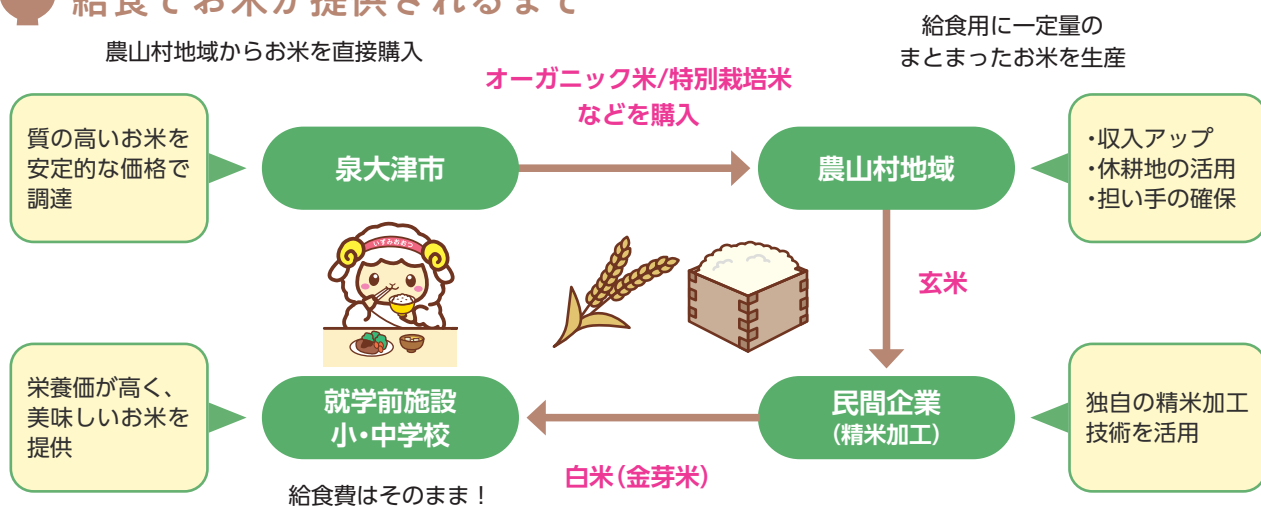 給食でお米が提供されるまで
農山村地域からお米を直接購入
給食用に一定量の
まとまったお米を生産
オーガニック米/特別栽培米
などを購入
質の高いお米を
安定的な価格で
調達
泉大津市
農山村地域
・収入アップ
・休耕地の活用
・担い手の確保
いずみおおつ
玄米
栄養価が高く、
美味しいお米を
提供
就学前施設
小・中学校
民間企業
(精米加工)
独自の精米加工
技術を活用
白米(金芽米)
給食費はそのまま!